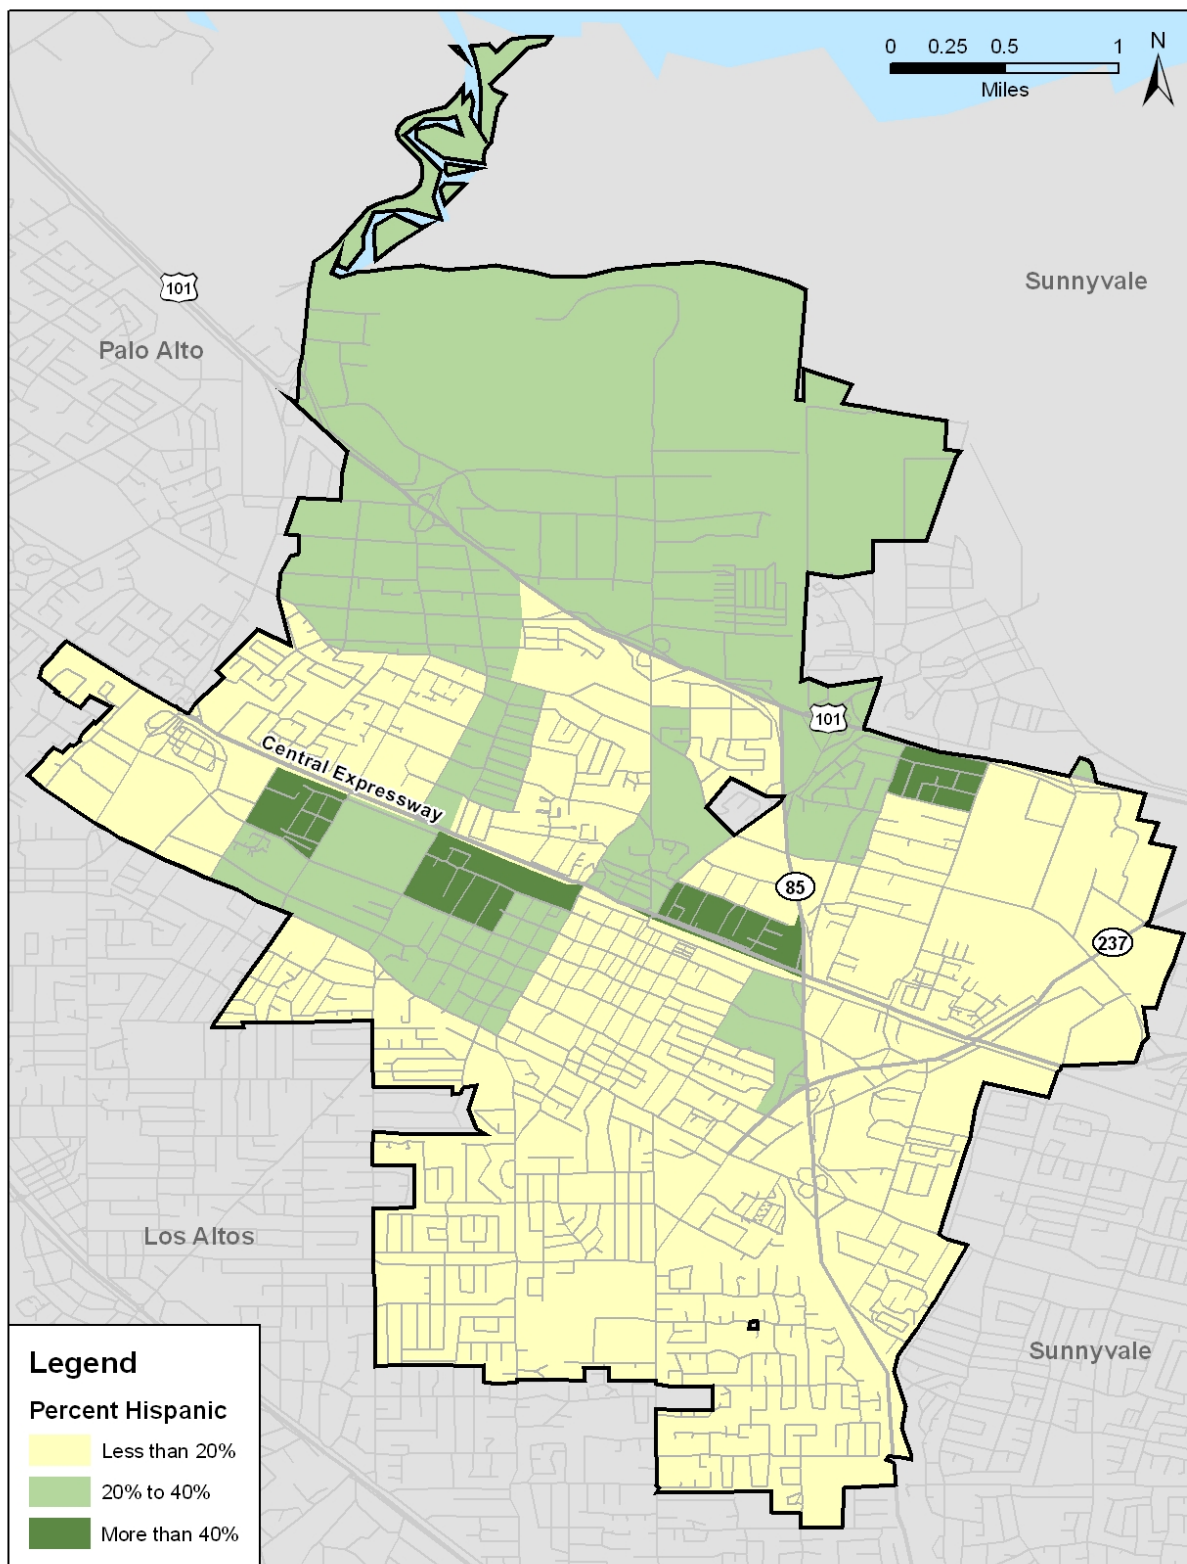 0 0.25 0.5 1
Miles
N
Sunnyvale
101
Palo Alto
101
Central Expressway
85
237
Los Altos
Sunnyvale
Legend
Percent Hispanic
Less than 20%
20% to 40%
More than 40%